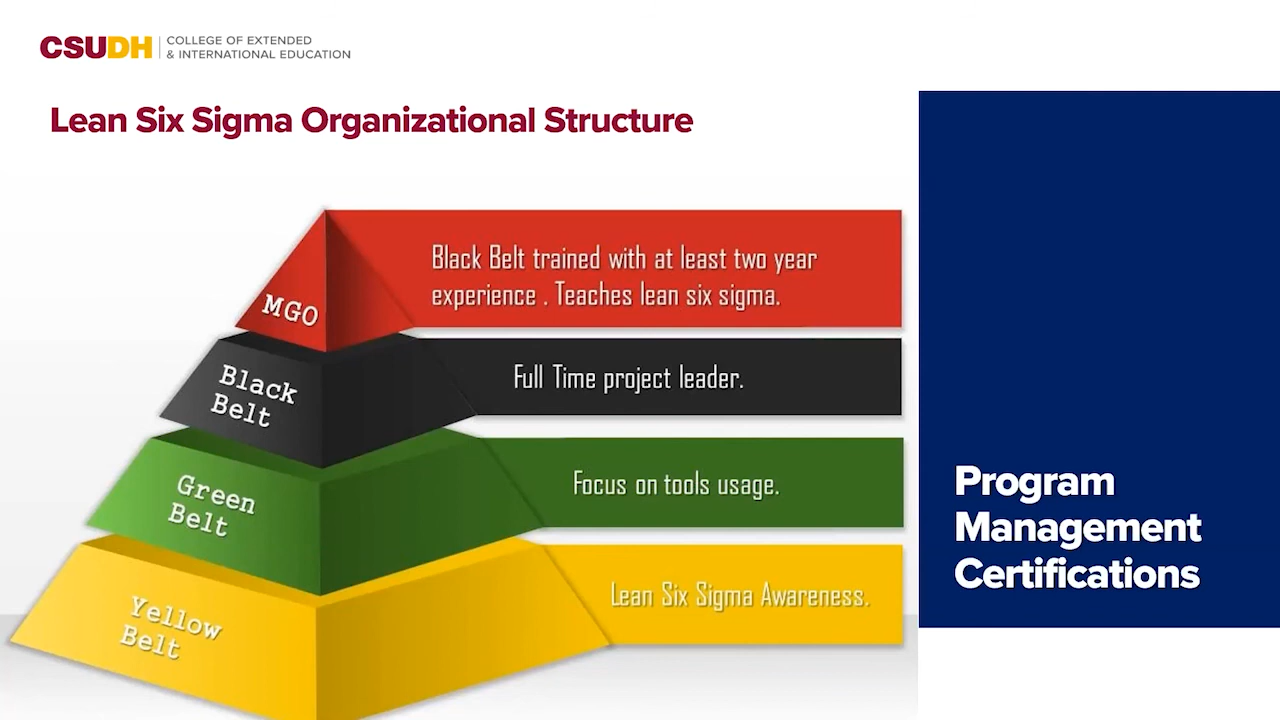 CSUDH
COLLEGE OF EXTENDED
& INTERNATIONAL EDUCATION
Lean Six Sigma Organizational Structure
MGO
Black Belt trained with at least two year
experience . Teaches lean six sigma.
Black
Belt
Full Time project leader.
Green
Belt
Focus on tools usage.
Yellow
Belt
Lean Six Sigma Awareness.
Program
Management
Certifications